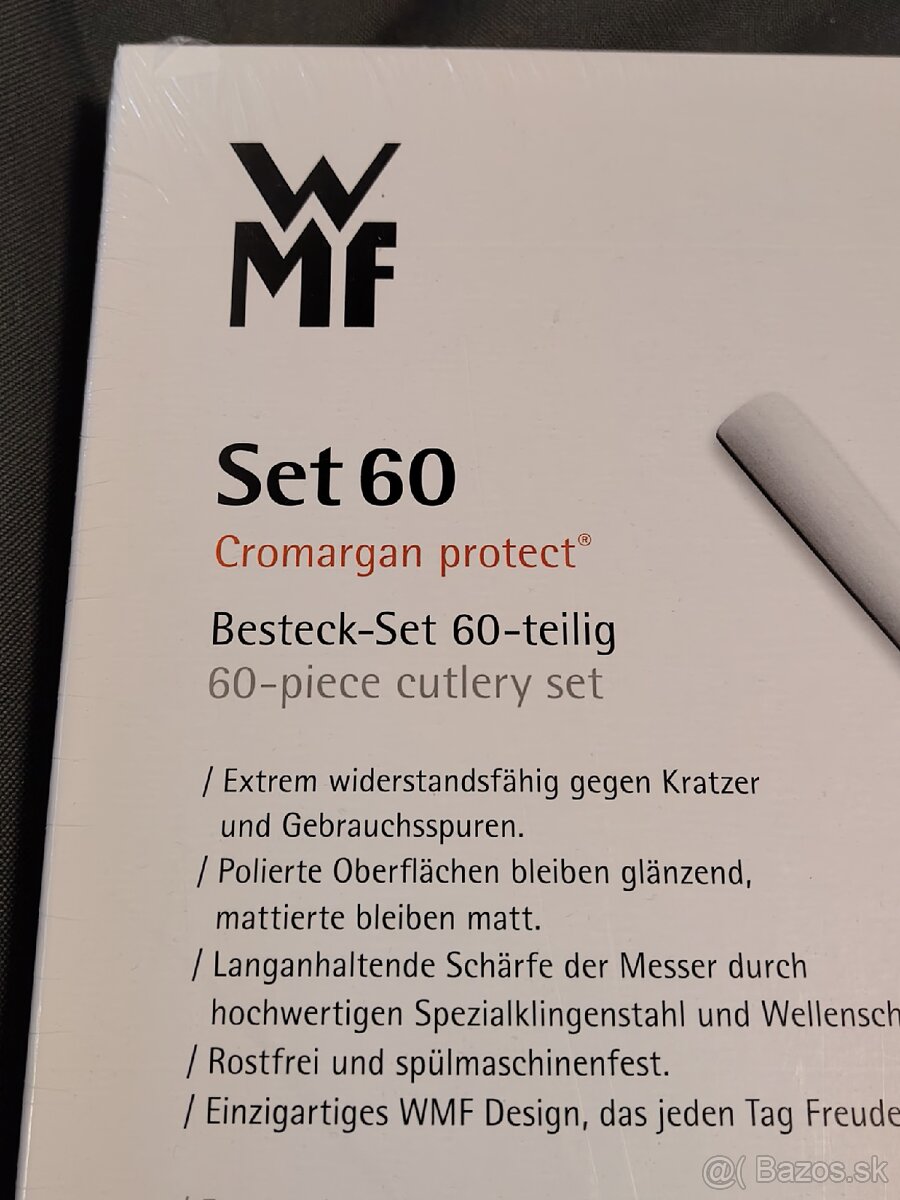 WMF
Set 60
Cromargan protect®
Besteck-Set 60-teilig
60-piece cutlery set
/ Extrem widerstandsfähig gegen Kratzer
und Gebrauchsspuren.
/ Polierte Oberflächen bleiben glänzend,
mattierte bleiben matt.
/ Langanhaltende Schärfe der Messer durch
hochwertigen Spezialklingenstahl und Wellensch
/ Rostfrei und spülmaschinenfest.
/ Einzigartiges WMF Design, das jeden Tag Freude
@( Bazos.sk